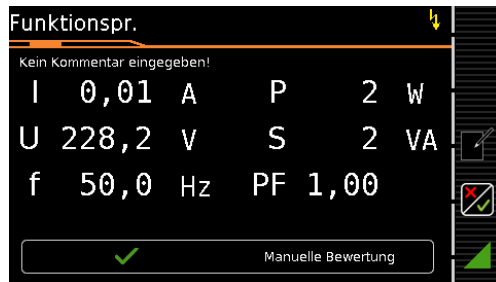 Funktionspr.
Kein Kommentar eingegeben!
I 0,01 A P 2 W
U 228,2 V S 2 VA
f 50,0 Hz PF 1,00
Manuelle Bewertung